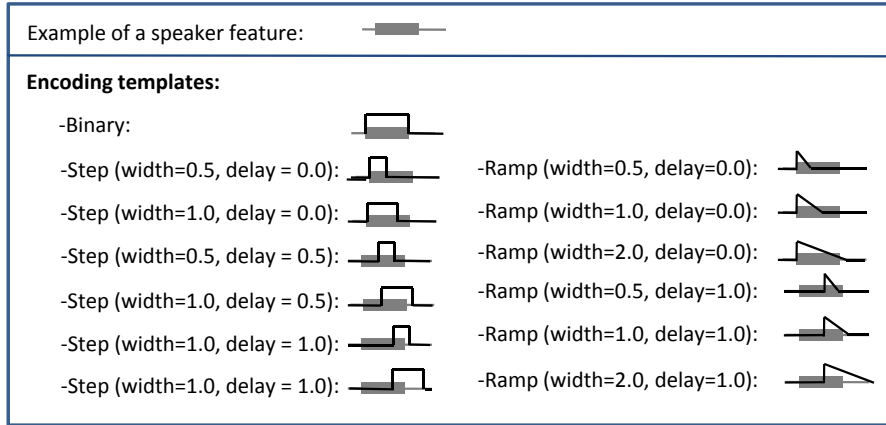 Example of a speaker feature:
Encoding templates:
-Binary:
-Step (width=0.5, delay = 0.0):
-Step (width=1.0, delay = 0.0):
-Step (width=0.5, delay = 0.5):
-Step (width=1.0, delay = 0.5):
-Step (width=1.0, delay = 1.0):
-Step (width=1.0, delay = 1.0):
-Ramp (width=0.5, delay=0.0):
-Ramp (width=1.0, delay=0.0):
-Ramp (width=2.0, delay=0.0):
-Ramp (width=0.5, delay=1.0):
-Ramp (width=1.0, delay=1.0):
-Ramp (width=2.0, delay=1.0):